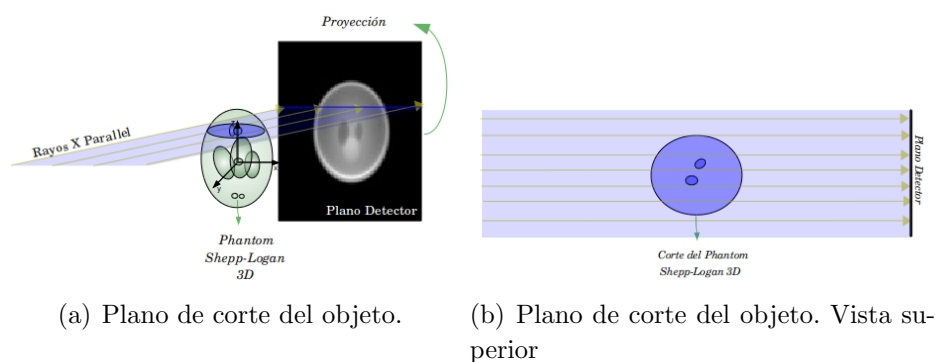 Proyección
Rayos X Parallel
z
x
y
Plano Detector
Phantom
Shepp-Logan
3D
Plano Detector
Corte del Phantom
Shepp-Logan 3D
(a) Plano de corte del objeto.
(b) Plano de corte del objeto. Vista su-
perior